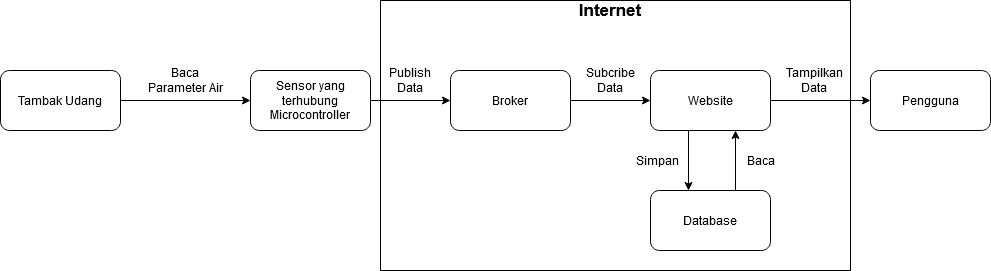 Internet
Baca
Parameter Air
Publish
Data
Subcribe
Data
Tampilkan
Data
Tambak Udang
Sensor yang
terhubung
Microcontroller
Broker
Website
Pengguna
Simpan
Baca
Database